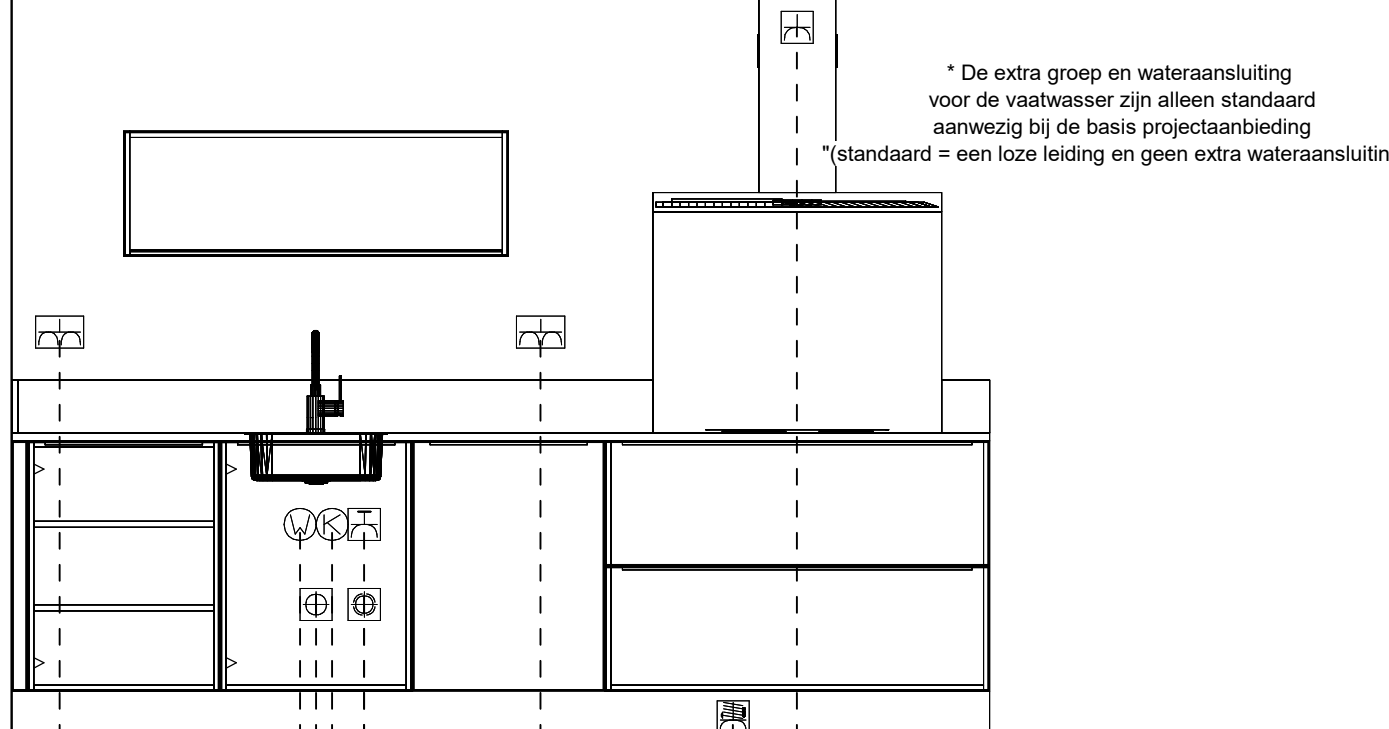 * De extra groep en wateraansluiting
voor de vaatwasser zijn alleen standaard
aanwezig bij de basis projectaanbieding
"(standaard = een loze leiding en geen extra wateraansluitin
W K